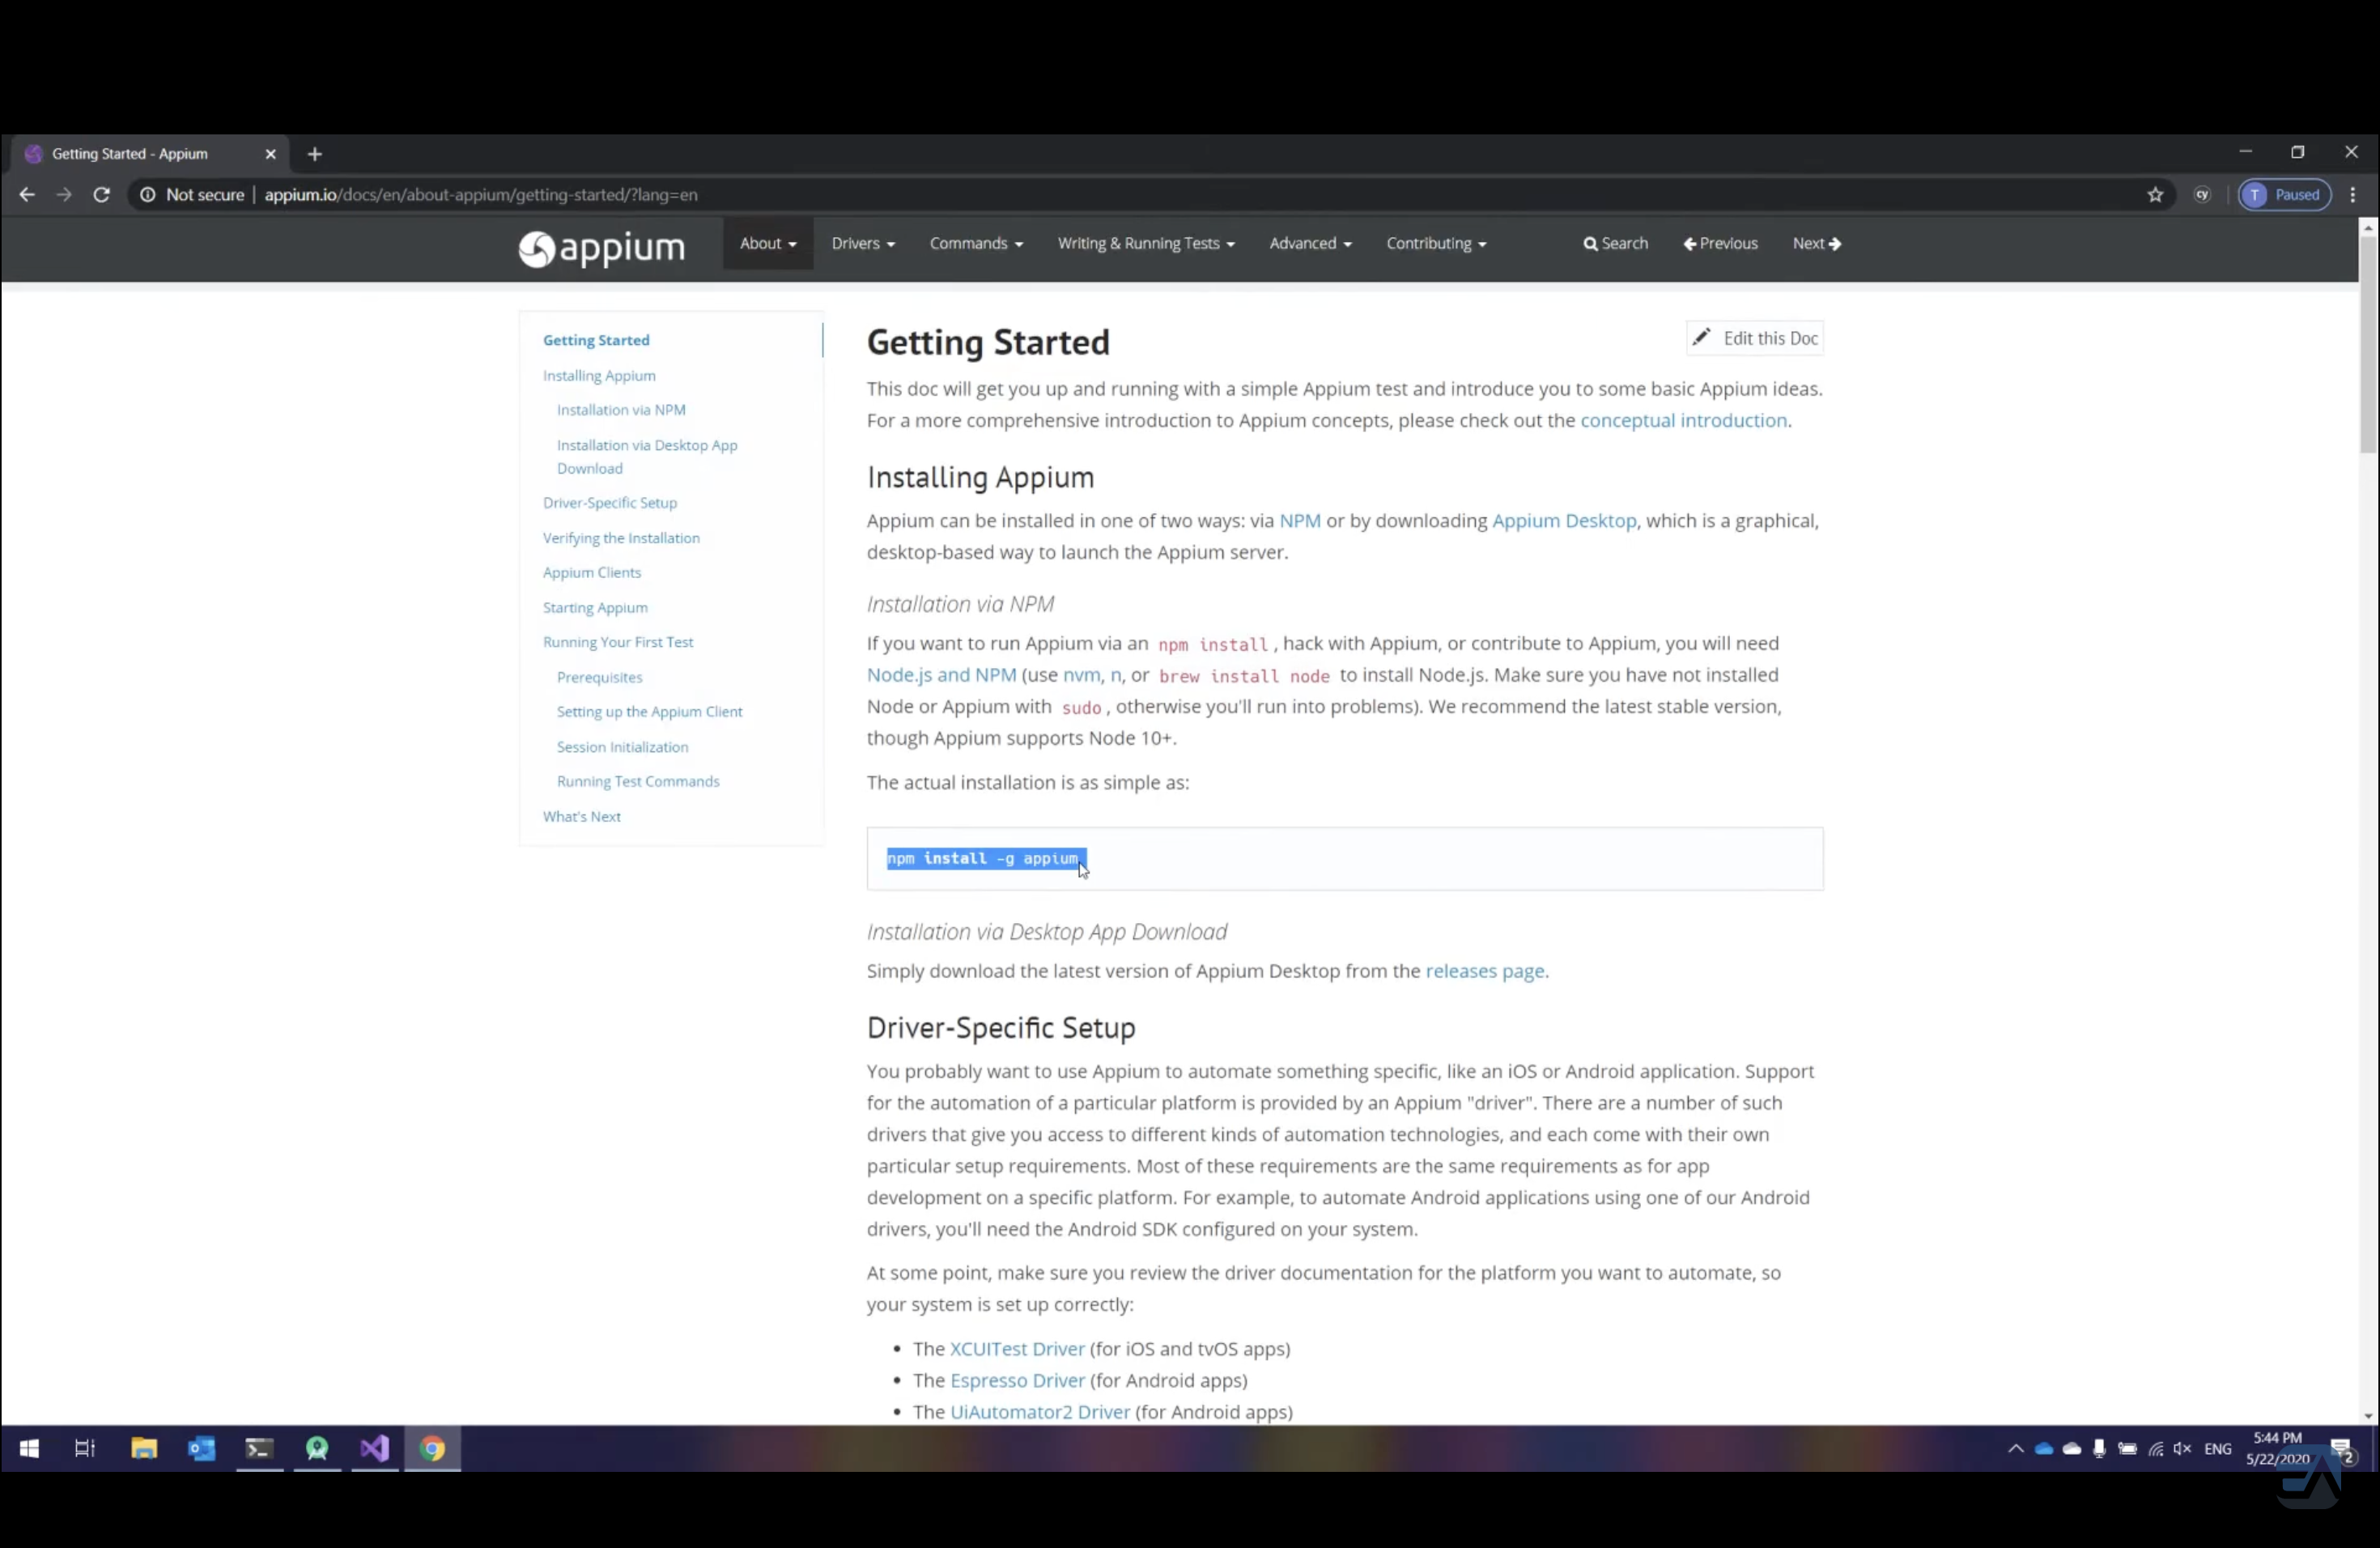 Getting Started - Appium
Not secure | appium.io/docs/en/about-appium/getting-started/?lang=en
cy
T Paused
appium
About Drivers Commands Writing & Running Tests Advanced Contributing Search Previous Next
Getting Started
Installing Appium
Installation via NPM
Installation via Desktop App
Download
Driver-Specific Setup
Verifying the Installation
Appium Clients
Starting Appium
Running Your First Test
Prerequisites
Setting up the Appium Client
Session Initialization
Running Test Commands
What's Next
Getting Started
Edit this Doc
This doc will get you up and running with a simple Appium test and introduce you to some basic Appium ideas.
For a more comprehensive introduction to Appium concepts, please check out the conceptual introduction.
Installing Appium
Appium can be installed in one of two ways: via NPM or by downloading Appium Desktop, which is a graphical,
desktop-based way to launch the Appium server.
Installation via NPM
If you want to run Appium via an npm install, hack with Appium, or contribute to Appium, you will need
Node.js and NPM (use nvm, n, or brew install node to install Node.js. Make sure you have not installed
Node or Appium with sudo, otherwise you'll run into problems). We recommend the latest stable version,
though Appium supports Node 10+.
The actual installation is as simple as:
npm install -g appium
Installation via Desktop App Download
Simply download the latest version of Appium Desktop from the releases page.
Driver-Specific Setup
You probably want to use Appium to automate something specific, like an iOS or Android application. Support
for the automation of a particular platform is provided by an Appium "driver". There are a number of such
drivers that give you access to different kinds of automation technologies, and each come with their own
particular setup requirements. Most of these requirements are the same requirements as for app
development on a specific platform. For example, to automate Android applications using one of our Android
drivers, you'll need the Android SDK configured on your system.
At some point, make sure you review the driver documentation for the platform you want to automate, so
your system is set up correctly:
• The XCUITest Driver (for iOS and tvOS apps)
• The Espresso Driver (for Android apps)
• The UiAutomator2 Driver (for Android apps)
ENG
5:44 PM
5/22/2020
2
EA